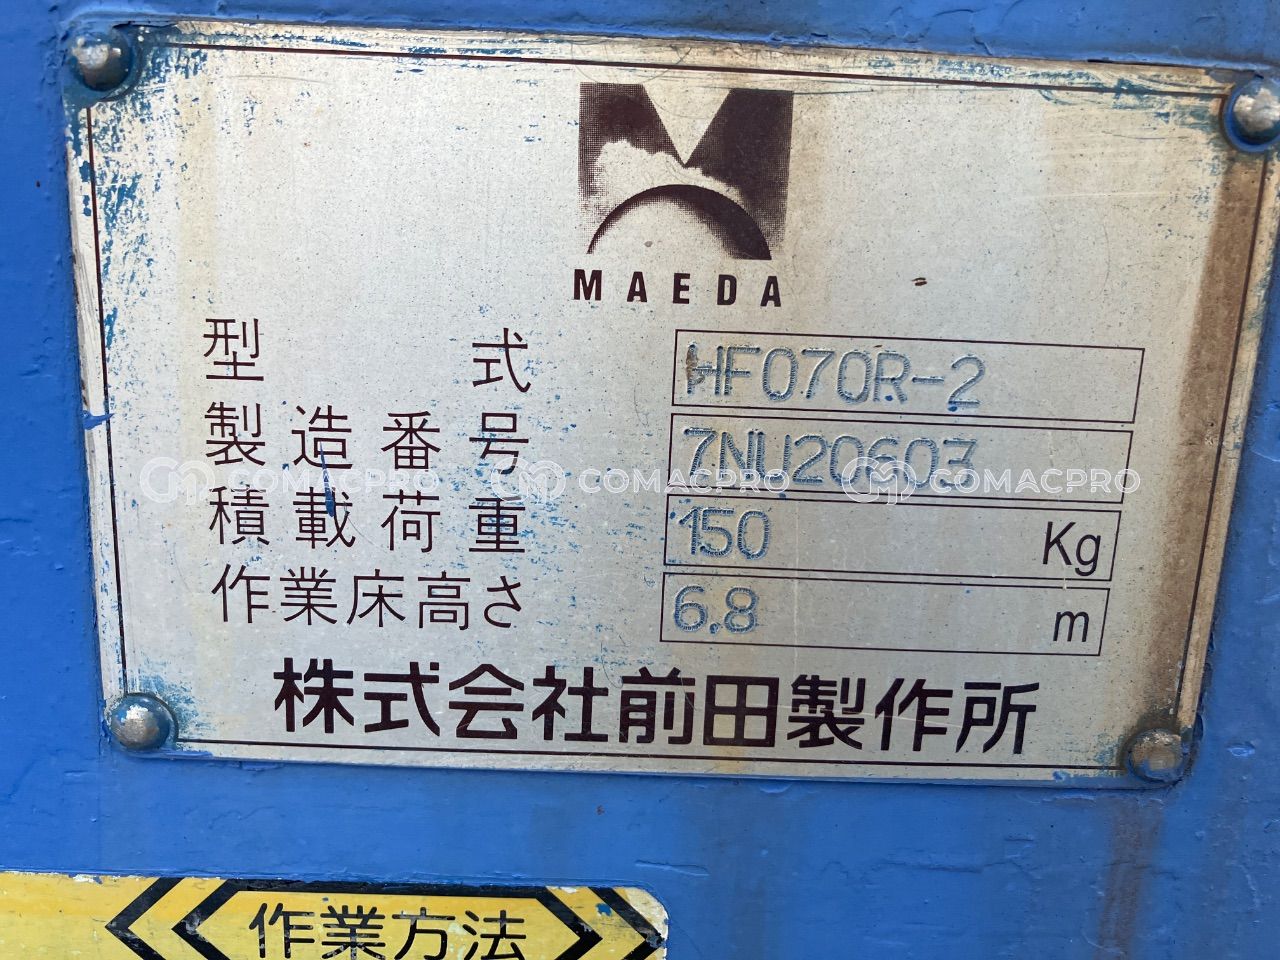 MAEDA
型式 HF070R-2
製造番号 7NU20603
COMACPRO COMACPRO COMACPRO
積載荷重 150 Kg
作業床高さ 6.8 m
株式会社前田製作所
作業方法